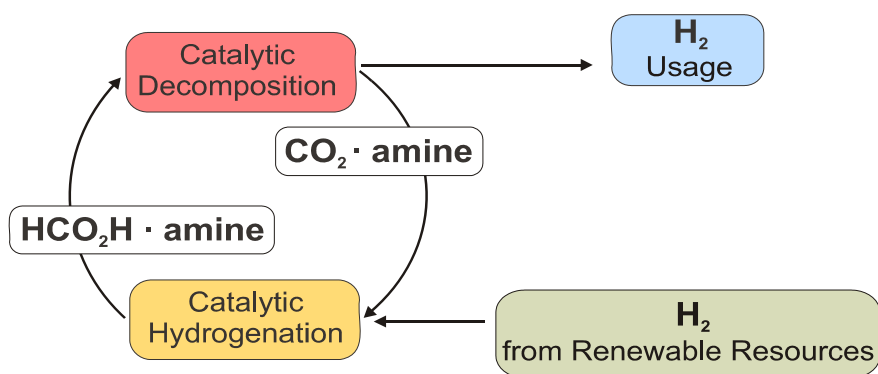 Catalytic
Decomposition
H₂
Usage
CO₂ · amine
HCO₂H · amine
Catalytic
Hydrogenation
H₂
from Renewable Resources